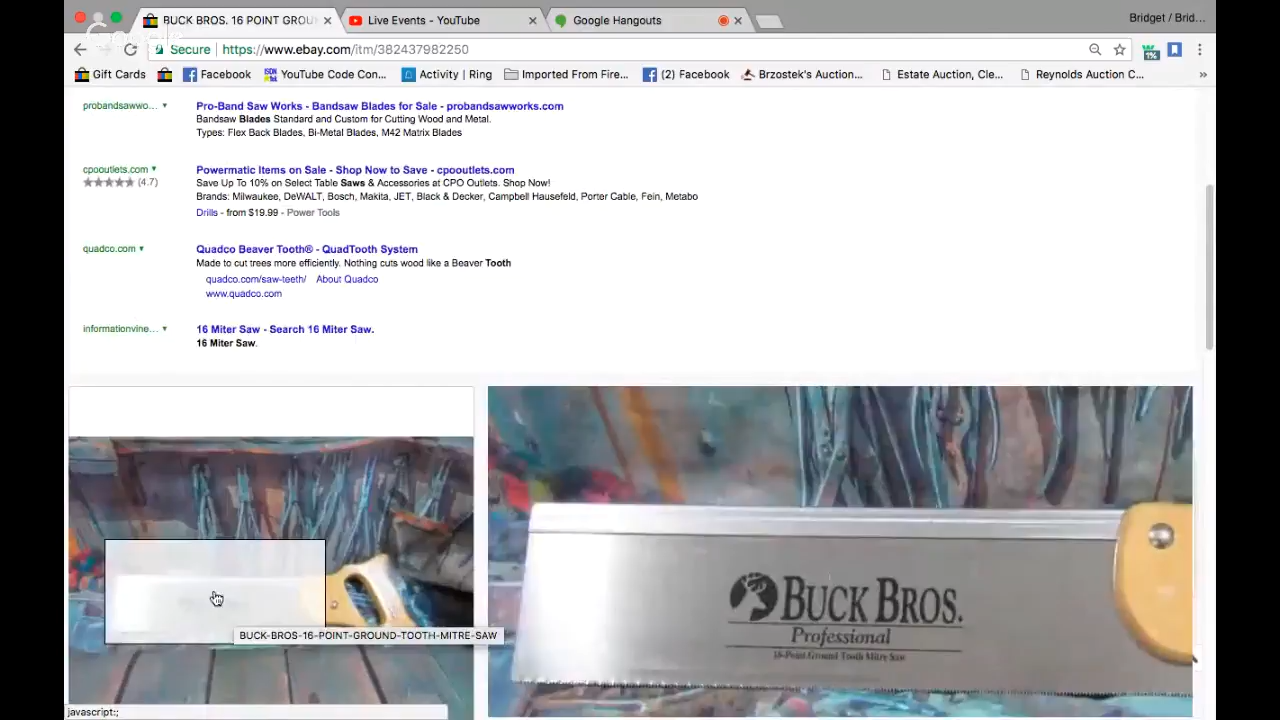 BUCK BROS. 16 POINT GROUN
Live Events - YouTube
Google Hangouts
Bridget / Brid...
Secure
https://www.ebay.com/itm/382437982250
Gift Cards
Facebook
YouTube Code Con...
Activity | Ring
Imported From Fire...
(2) Facebook
Brzostek's Auction...
Estate Auction, Cle...
Reynolds Auction C...
»
probandsawwo...
Pro-Band Saw Works - Bandsaw Blades for Sale - probandsawworks.com
Bandsaw Blades Standard and Custom for Cutting Wood and Metal.
Types: Flex Back Blades, Bi-Metal Blades, M42 Matrix Blades
cpooutlets.com
(4.7)
Powermatic Items on Sale - Shop Now to Save - cpooutlets.com
Save Up To 10% on Select Table Saws & Accessories at CPO Outlets. Shop Now!
Brands: Milwaukee, DeWALT, Bosch, Makita, JET, Black & Decker, Campbell Hausefeld, Porter Cable, Fein, Metabo
Drills - from $19.99 - Power Tools
quadco.com
Quadco Beaver Tooth® - QuadTooth System
Made to cut trees more efficiently. Nothing cuts wood like a Beaver Tooth
quadco.com/saw-teeth/ About Quadco
www.quadco.com
informationvine...
16 Miter Saw - Search 16 Miter Saw.
16 Miter Saw.
BUCK-BROS-16-POINT-GROUND-TOOTH-MITRE-SAW
BUCK BROS.
Professional
16-Point Ground Tooth Mitre Saw
javascript:;